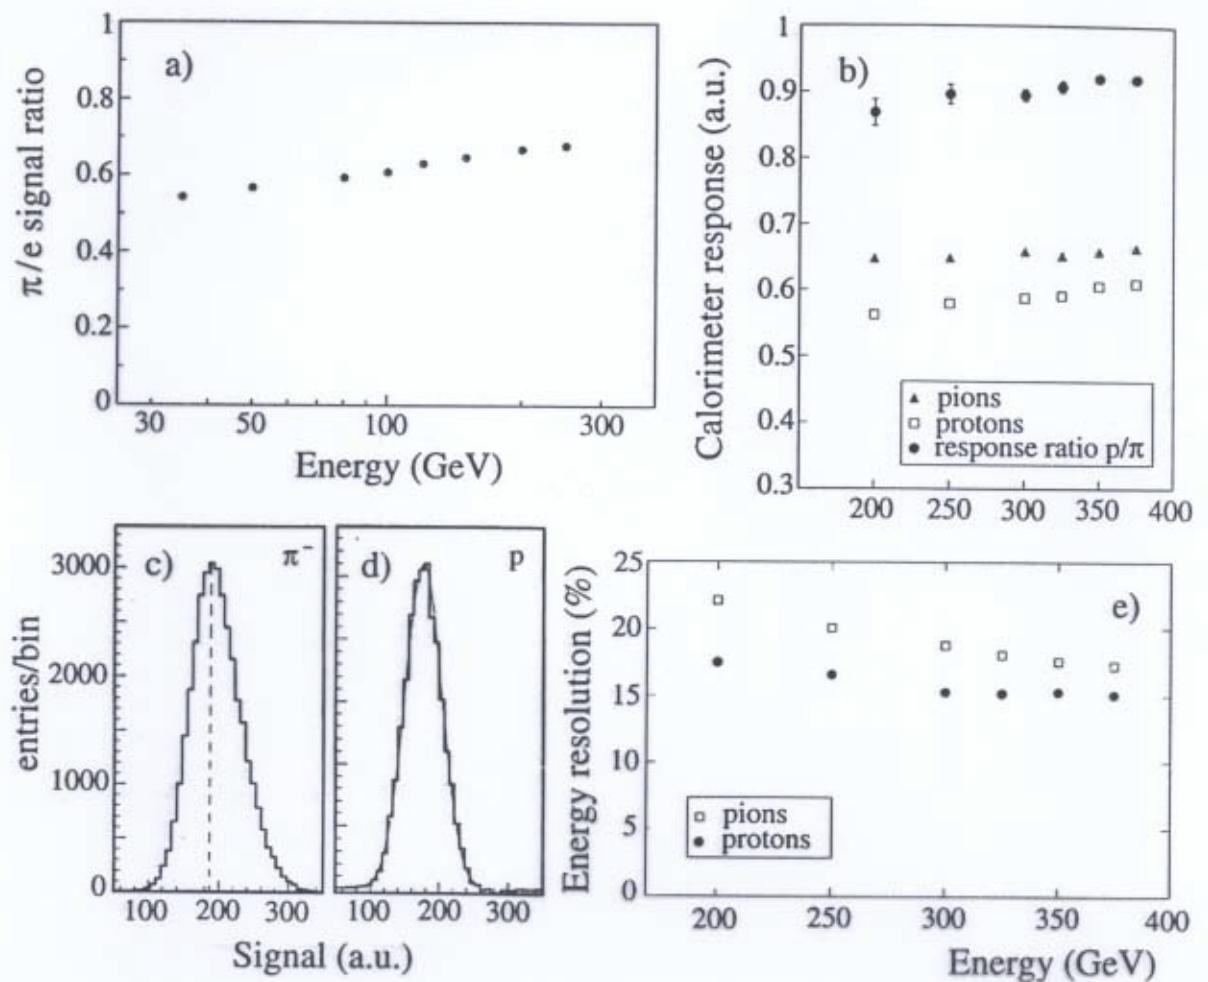 a)
π/e signal ratio
1
0.8
0.6
0.4
0.2
0
30
50
100
300
Energy (GeV)
b)
Calorimeter response (a.u.)
1
0.9
0.8
0.7
0.6
0.5
0.4
0.3
pions
protons
response ratio p/π
200
250
300
350
400
c)
π⁻
entries/bin
3000
2000
1000
0
100
200
300
d)
p
100
200
300
Signal (a.u.)
e)
Energy resolution (%)
25
20
15
10
5
0
pions
protons
200
250
300
350
400
Energy (GeV)